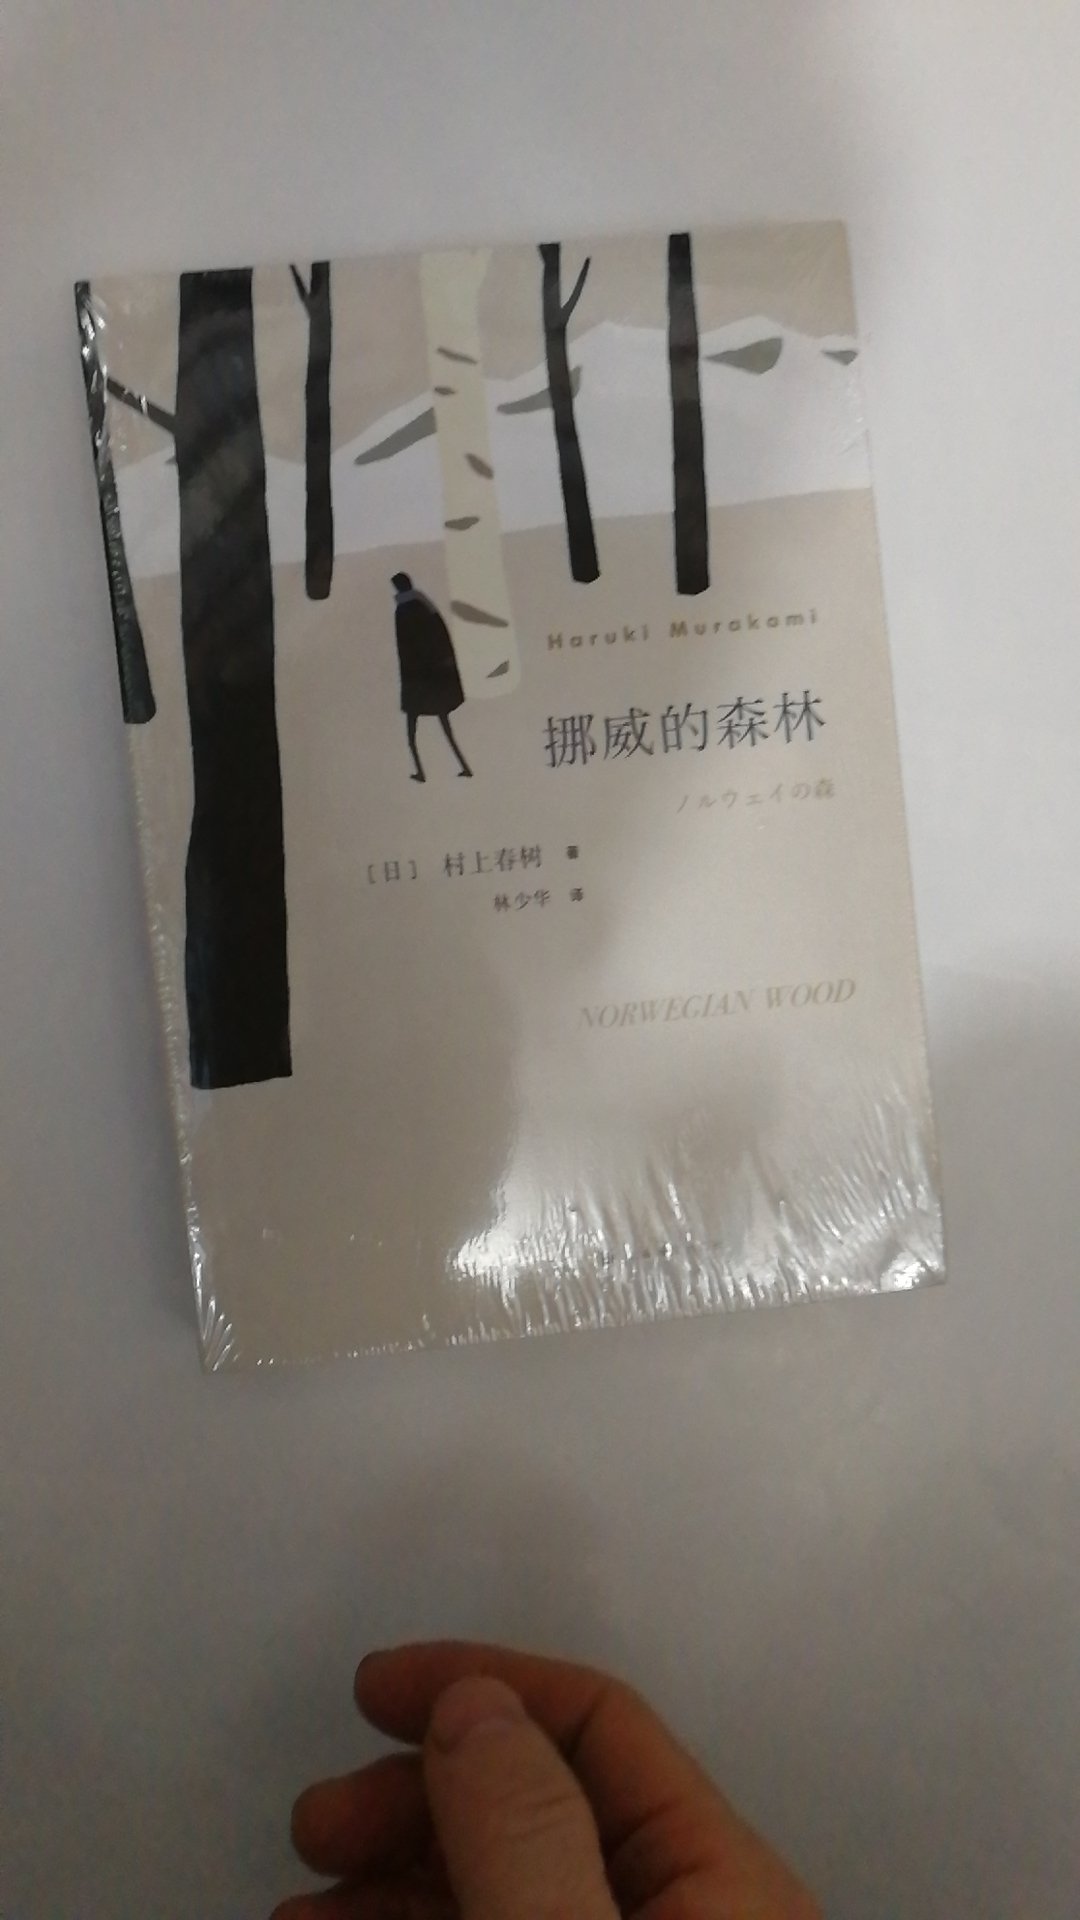 Haruki Murakami
挪威的森林
ノルウェイの森
［日］ 村上春树 著
林少华 译
NORWEGIAN WOOD